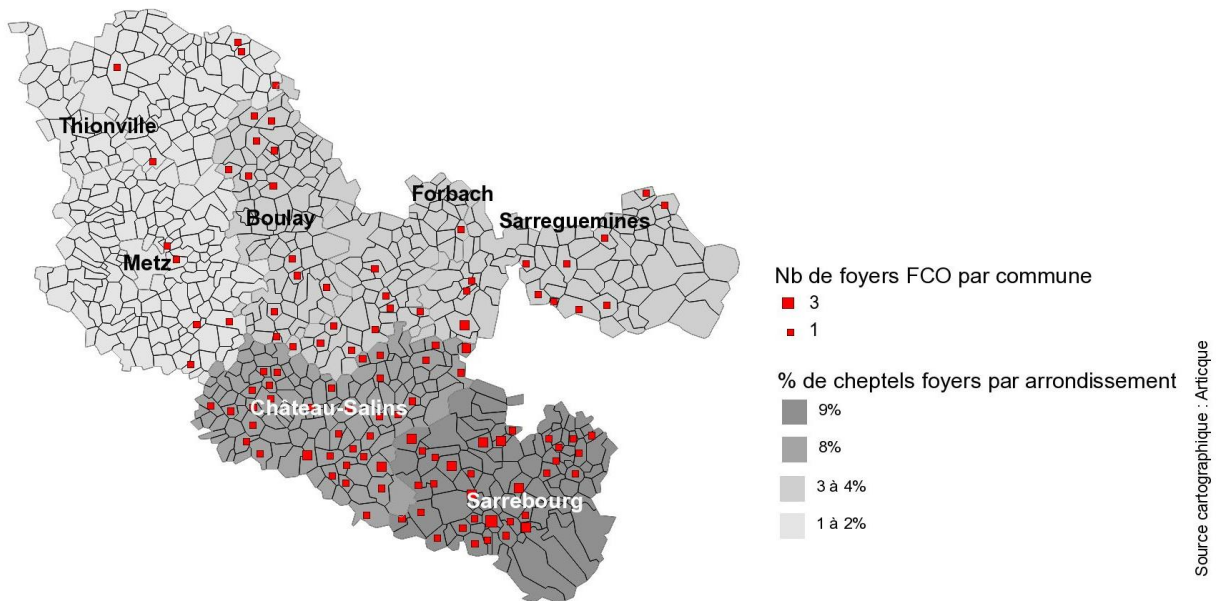 Thionville
Forbach
Boulay
Sarreguemines
Metz
Château-Salins
Sarrebourg
Nb de foyers FCO par commune
3
1
% de cheptels foyers par arrondissement
9%
8%
3 à 4%
1 à 2%
Source cartographique : Articque